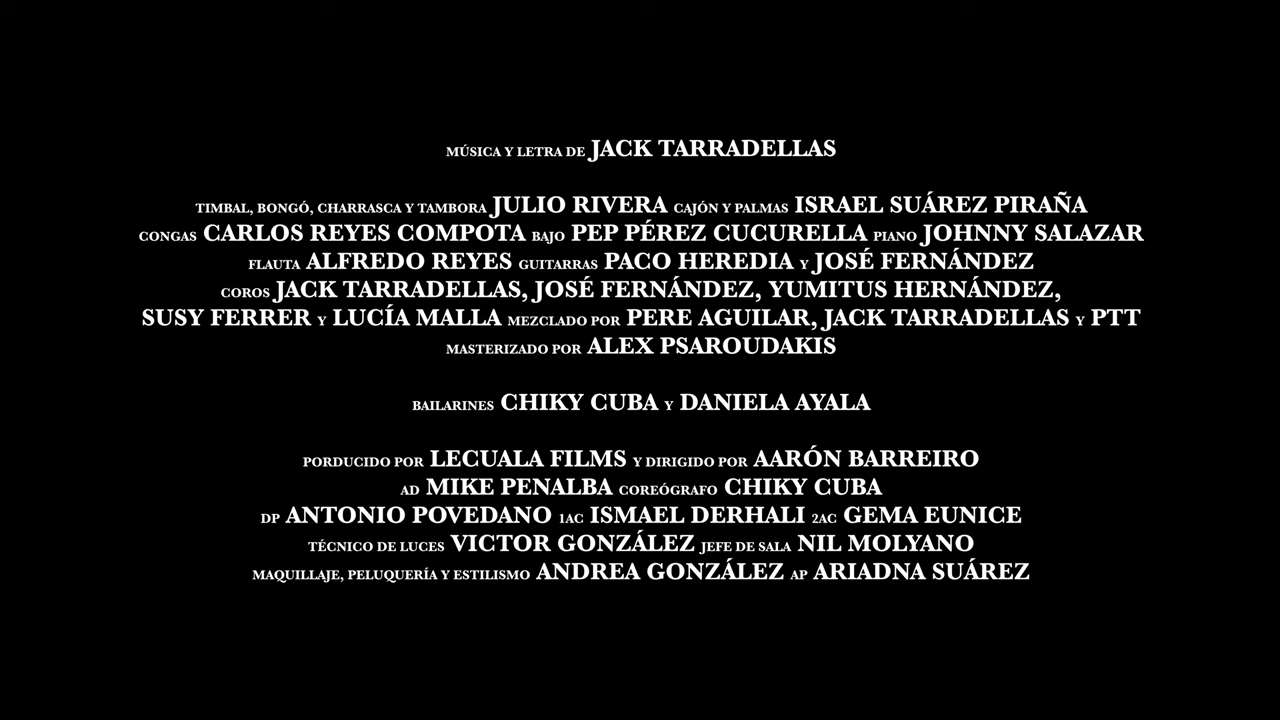 MÚSICA Y LETRA DE JACK TARRADELLAS
TIMBAL, BONGÓ, CHARRASCA Y TAMBORA JULIO RIVERA CAJÓN Y PALMAS ISRAEL SUÁREZ PIRAÑA
CONGAS CARLOS REYES COMPOTA BAJO PEP PÉREZ CUCURELLA PIANO JOHNNY SALAZAR
FLAUTA ALFREDO REYES GUITARRAS PACO HEREDIA Y JOSÉ FERNÁNDEZ
COROS JACK TARRADELLAS, JOSÉ FERNÁNDEZ, YUMITUS HERNÁNDEZ,
SUSY FERRER Y LUCÍA MALLA MEZCLADO POR PERE AGUILAR, JACK TARRADELLAS Y PTT
MASTERIZADO POR ALEX PSAROUDAKIS
BAILARINES CHIKY CUBA Y DANIELA AYALA
PORDUCIDO POR LECUALA FILMS Y DIRIGIDO POR AARÓN BARREIRO
AD MIKE PENALBA COREÓGRAFO CHIKY CUBA
DP ANTONIO POVEDANO 1AC ISMAEL DERHALI 2AC GEMA EUNICE
TÉCNICO DE LUCES VICTOR GONZÁLEZ JEFE DE SALA NIL MOLYANO
MAQUILLAJE, PELUQUERÍA Y ESTILISMO ANDREA GONZÁLEZ AP ARIADNA SUÁREZ